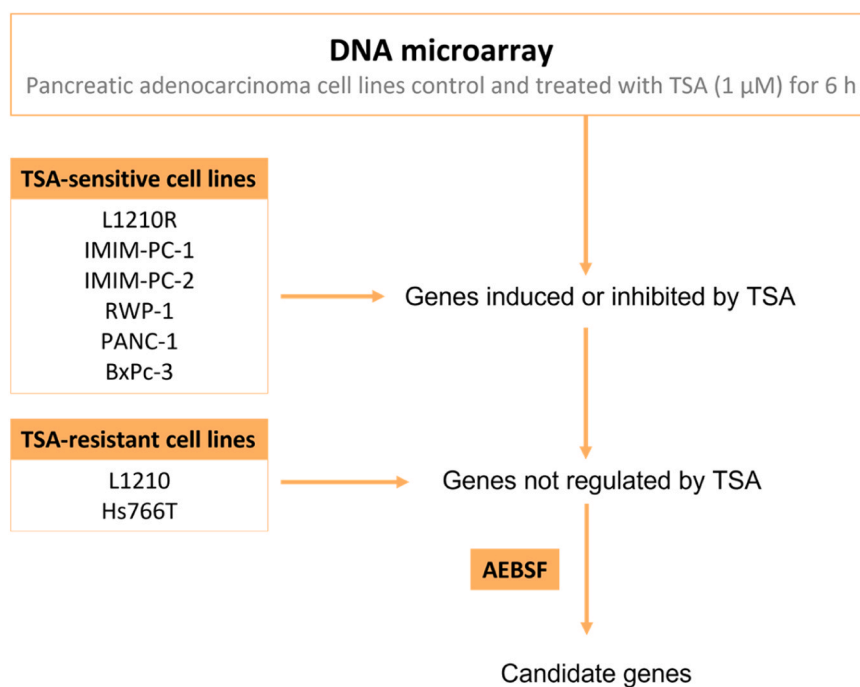 DNA microarray
Pancreatic adenocarcinoma cell lines control and treated with TSA (1 µM) for 6 h
TSA-sensitive cell lines
L1210R
IMIM-PC-1
IMIM-PC-2
RWP-1
PANC-1
BxPc-3
Genes induced or inhibited by TSA
TSA-resistant cell lines
L1210
Hs766T
Genes not regulated by TSA
AEBSF
Candidate genes